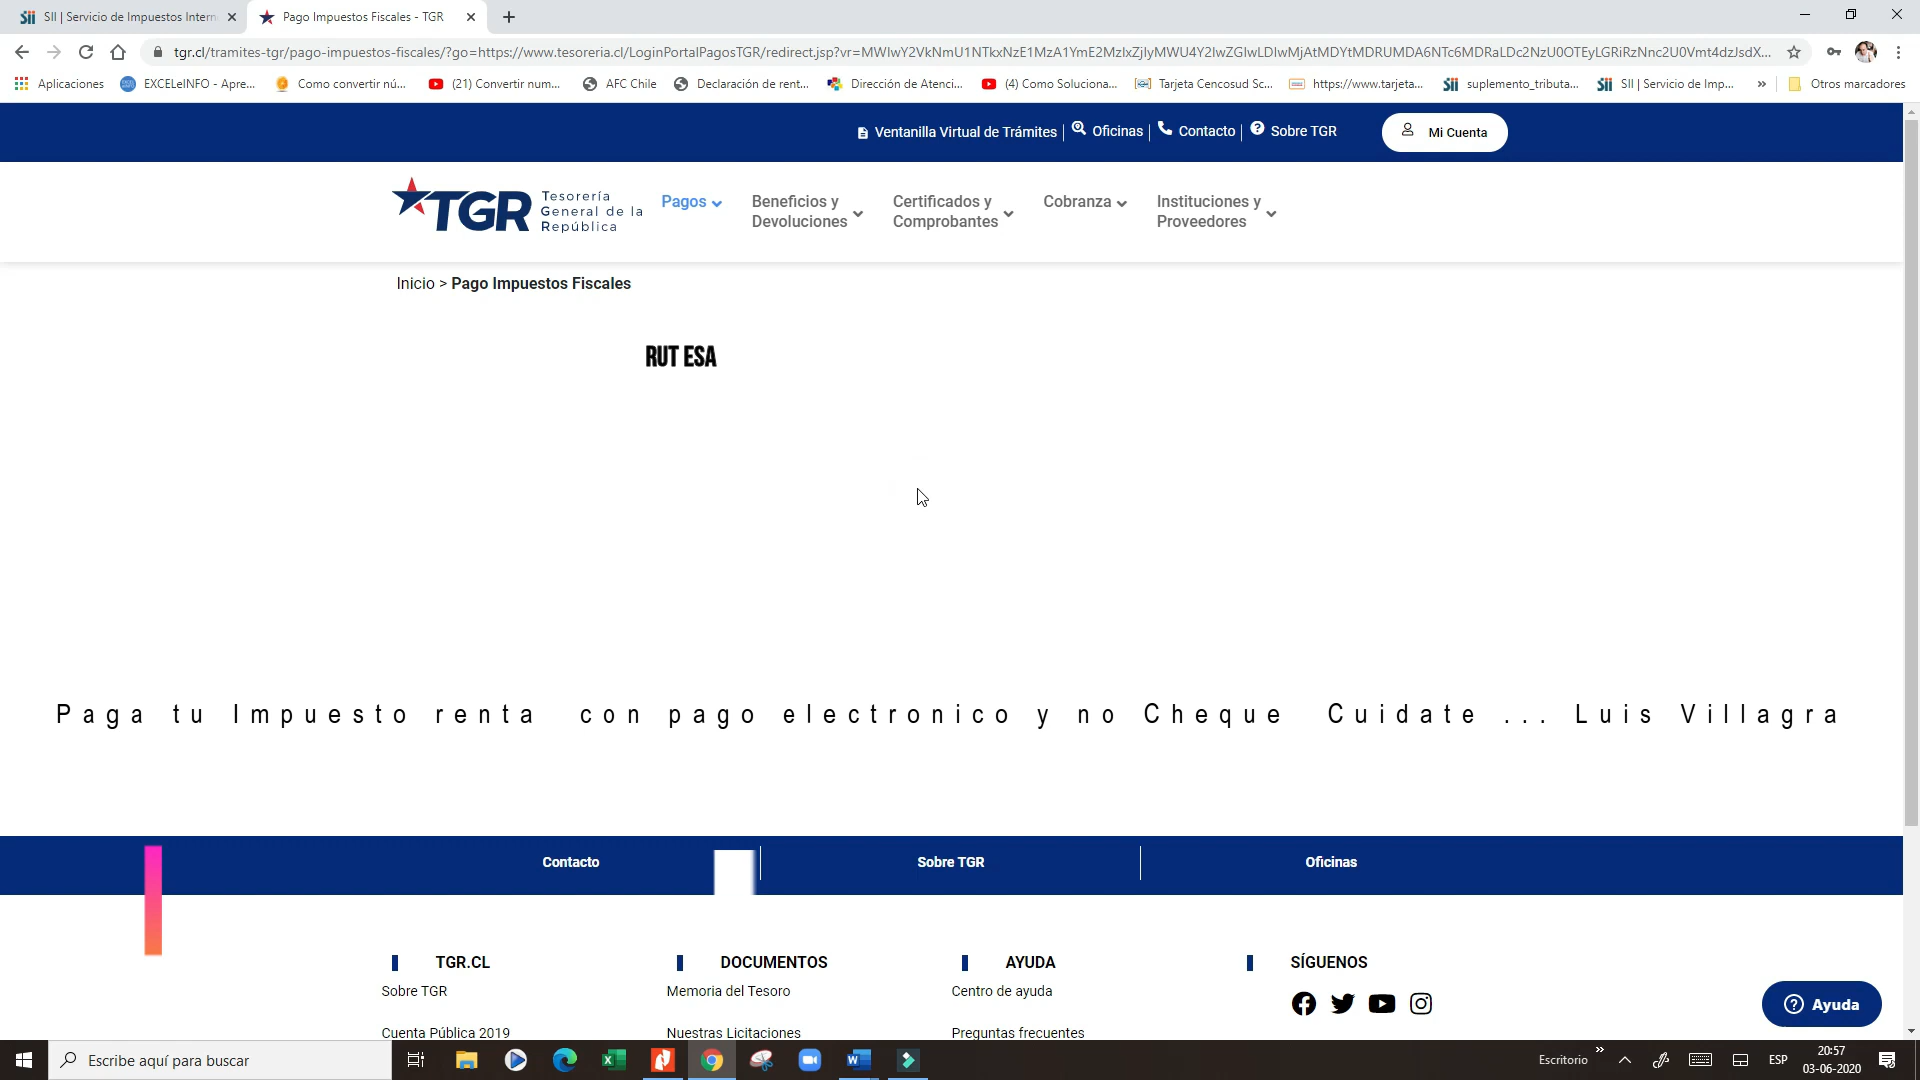 SII | Servicio de Impuestos Intern
Pago Impuestos Fiscales - TGR
tgr.cl/tramites-tgr/pago-impuestos-fiscales/?go=https://www.tesoreria.cl/LoginPortalPagosTGR/redirect.jsp?vr=
Aplicaciones
EXCELeINFO - Apre...
Como convertir nú...
(21) Convertir num...
AFC Chile
Declaración de rent...
Dirección de Atenci...
(4) Como Soluciona...
Tarjeta Cencosud Sc...
https://www.tarjeta...
suplemento_tributa...
SII | Servicio de Imp...
»
Otros marcadores
Ventanilla Virtual de Trámites
Oficinas
Contacto
Sobre TGR
Mi Cuenta
TGR Tesorería
General de la
República
Pagos
Beneficios y
Devoluciones
Certificados y
Comprobantes
Cobranza
Instituciones y
Proveedores
Inicio > Pago Impuestos Fiscales
RUT ESA
Paga tu Impuesto renta con pago electronico y no Cheque Cuidate ... Luis Villagra
Contacto
Sobre TGR
Oficinas
TGR.CL
DOCUMENTOS
AYUDA
SÍGUENOS
Sobre TGR
Memoria del Tesoro
Centro de ayuda
Cuenta Pública 2019
Nuestras Licitaciones
Preguntas frecuentes
Ayuda
Escribe aquí para buscar
Escritorio
»
ESP
20:57
03-06-2020